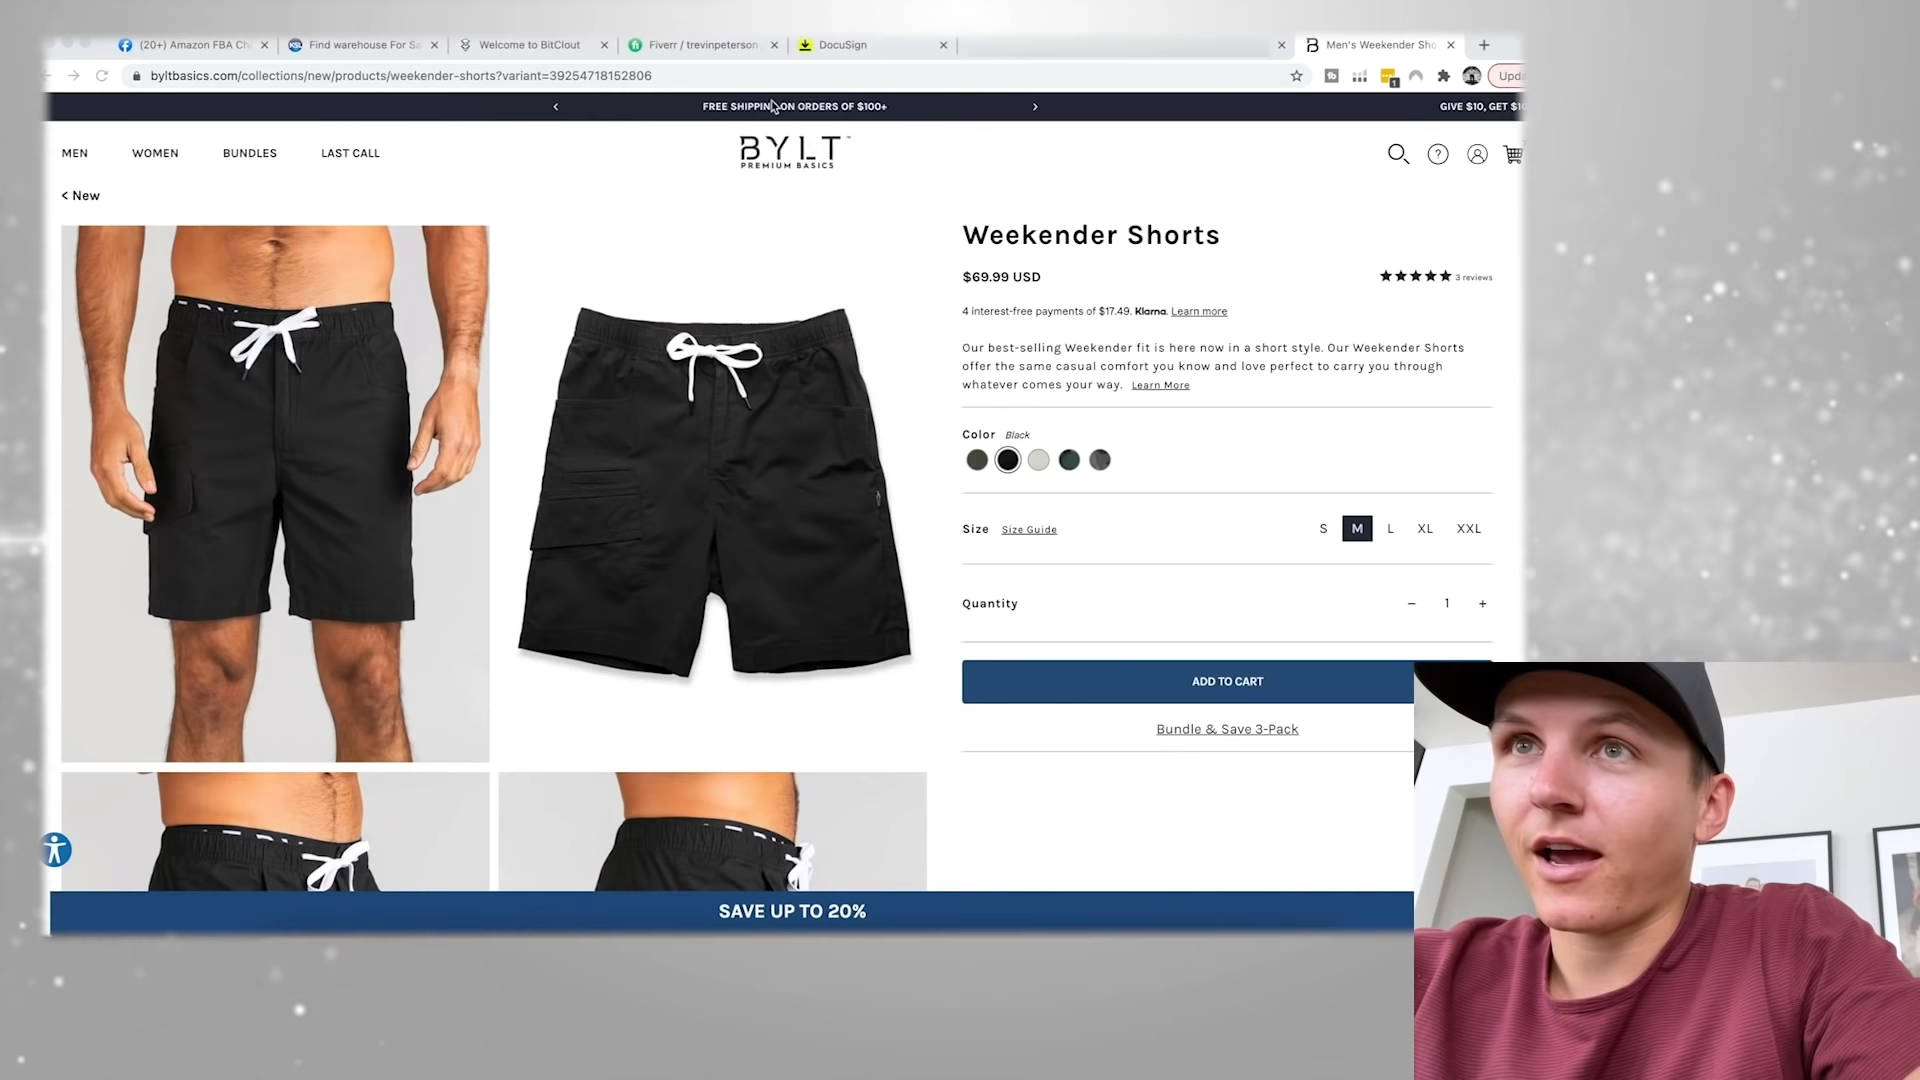 (20+) Amazon FBA Ch
Find warehouse For Sa
Welcome to BitClout
Fiverr / trevinpeterson
DocuSign
Men's Weekender Sho
byltbasics.com/collections/new/products/weekender-shorts?variant=39254718152806
1
Upda
FREE SHIPPING ON ORDERS OF $100+
GIVE $10, GET $10
MEN
WOMEN
BUNDLES
LAST CALL
BYLT
PREMIUM BASICS
< New
Weekender Shorts
$69.99 USD
3 reviews
4 interest-free payments of $17.49. Klarna. Learn more
Our best-selling Weekender fit is here now in a short style. Our Weekender Shorts
offer the same casual comfort you know and love perfect to carry you through
whatever comes your way. Learn More
Color Black
Size Size Guide
S M L XL XXL
Quantity
− 1 +
ADD TO CART
Bundle & Save 3-Pack
SAVE UP TO 20%